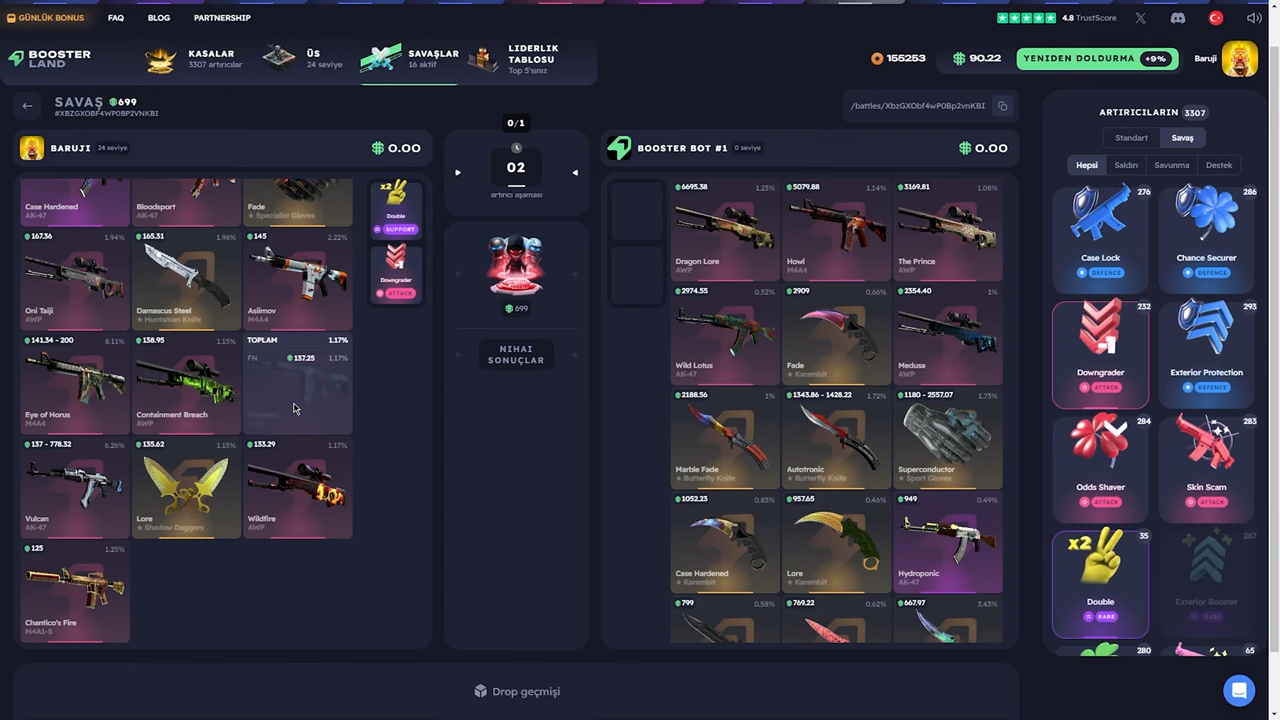 GÜNLÜK BONUS
FAQ
BLOG
PARTNERSHIP
4.8 TrustScore
BOOSTER
LAND
KASALAR
3307 artırıcılar
ÜS
24 seviye
SAVAŞLAR
16 aktif
LIDERLIK
TABLOSU
Top 5'sınız
155253
90.22
YENİDEN DOLDURMA +9%
Baruji
SAVAŞ 699
#XBZGXOBF4WP0BP2VNKBI
/battles/XbzGXObf4wP0Bp2vnKBI
BARUJI 24 seviye
0.00
0/1
02
artırıcı aşaması
699
NIHAI
SONUÇLAR
BOOSTER BOT #1 0 seviye
0.00
Case Hardened
AK-47
Bloodsport
AK-47
Fade
★ Specialist Gloves
x2
Double
SUPPORT
Downgrader
ATTACK
167.36 1.94%
Oni Taiji
AWP
165.31 1.96%
Damascus Steel
★ Huntsman Knife
145 2.22%
Asiimov
M4A4
141.34 - 200 8.11%
Eye of Horus
M4A4
138.95 1.15%
Containment Breach
AWP
TOPLAM 1.17%
FN 137.25 1.17%
137 - 778.32 6.26%
Vulcan
AK-47
135.62 1.15%
Lore
★ Shadow Daggers
133.29 1.17%
Wildfire
AWP
125 1.25%
Chantico's Fire
M4A1-S
6695.38 1.23%
Dragon Lore
AWP
5079.88 1.14%
Howl
M4A4
3169.81 1.08%
The Prince
AWP
2974.55 0.52%
Wild Lotus
AK-47
2909 0.66%
Fade
★ Karambit
2354.40 1%
Medusa
AWP
2188.56 1%
Marble Fade
★ Butterfly Knife
1343.86 - 1428.22 1.72%
Autotronic
★ Butterfly Knife
1180 - 2557.07 1.73%
Superconductor
★ Sport Gloves
1052.23 0.83%
Case Hardened
★ Karambit
957.65 0.46%
Lore
★ Karambit
949 0.49%
Hydroponic
AK-47
799 0.58%
769.22 0.62%
667.97 3.43%
ARTIRICILARIN 3307
Standart
Savaş
Hepsi
Saldırı
Savunma
Destek
276
Case Lock
DEFENCE
286
Chance Securer
DEFENCE
232
Downgrader
ATTACK
293
Exterior Protection
DEFENCE
284
Odds Shaver
ATTACK
283
Skin Scam
ATTACK
x2
35
Double
RARE
267
Exterior Booster
RARE
280
65
Drop geçmişi